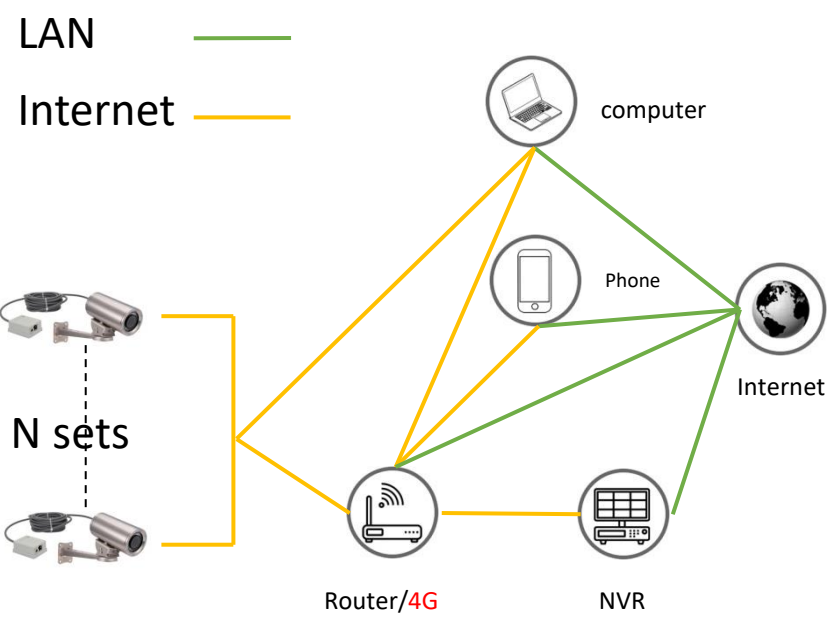 LAN
Internet
computer
Phone
Internet
N sets
Router/4G
NVR